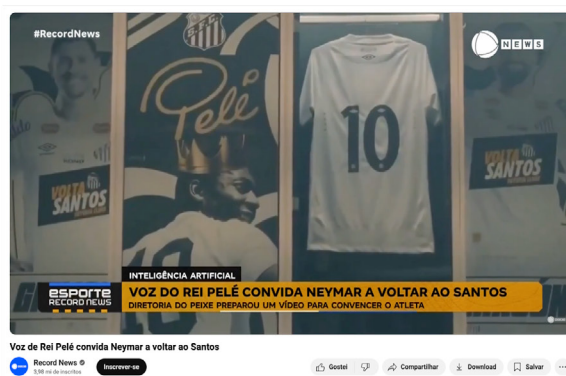 #RecordNews
NEWS
Pelé
10
VOLTA
SANTOS
VOLTA
SANTOS
10
INTELIGÊNCIA ARTIFICIAL
esporte
RECORD NEWS
VOZ DO REI PELÉ CONVIDA NEYMAR A VOLTAR AO SANTOS
DIRETORIA DO PEIXE PREPAROU UM VÍDEO PARA CONVENCER O ATLETA
Voz de Rei Pelé convida Neymar a voltar ao Santos
Record News
3,98 mi de inscritos
Inscrever-se
Gostei
Compartilhar
Download
Salvar
...